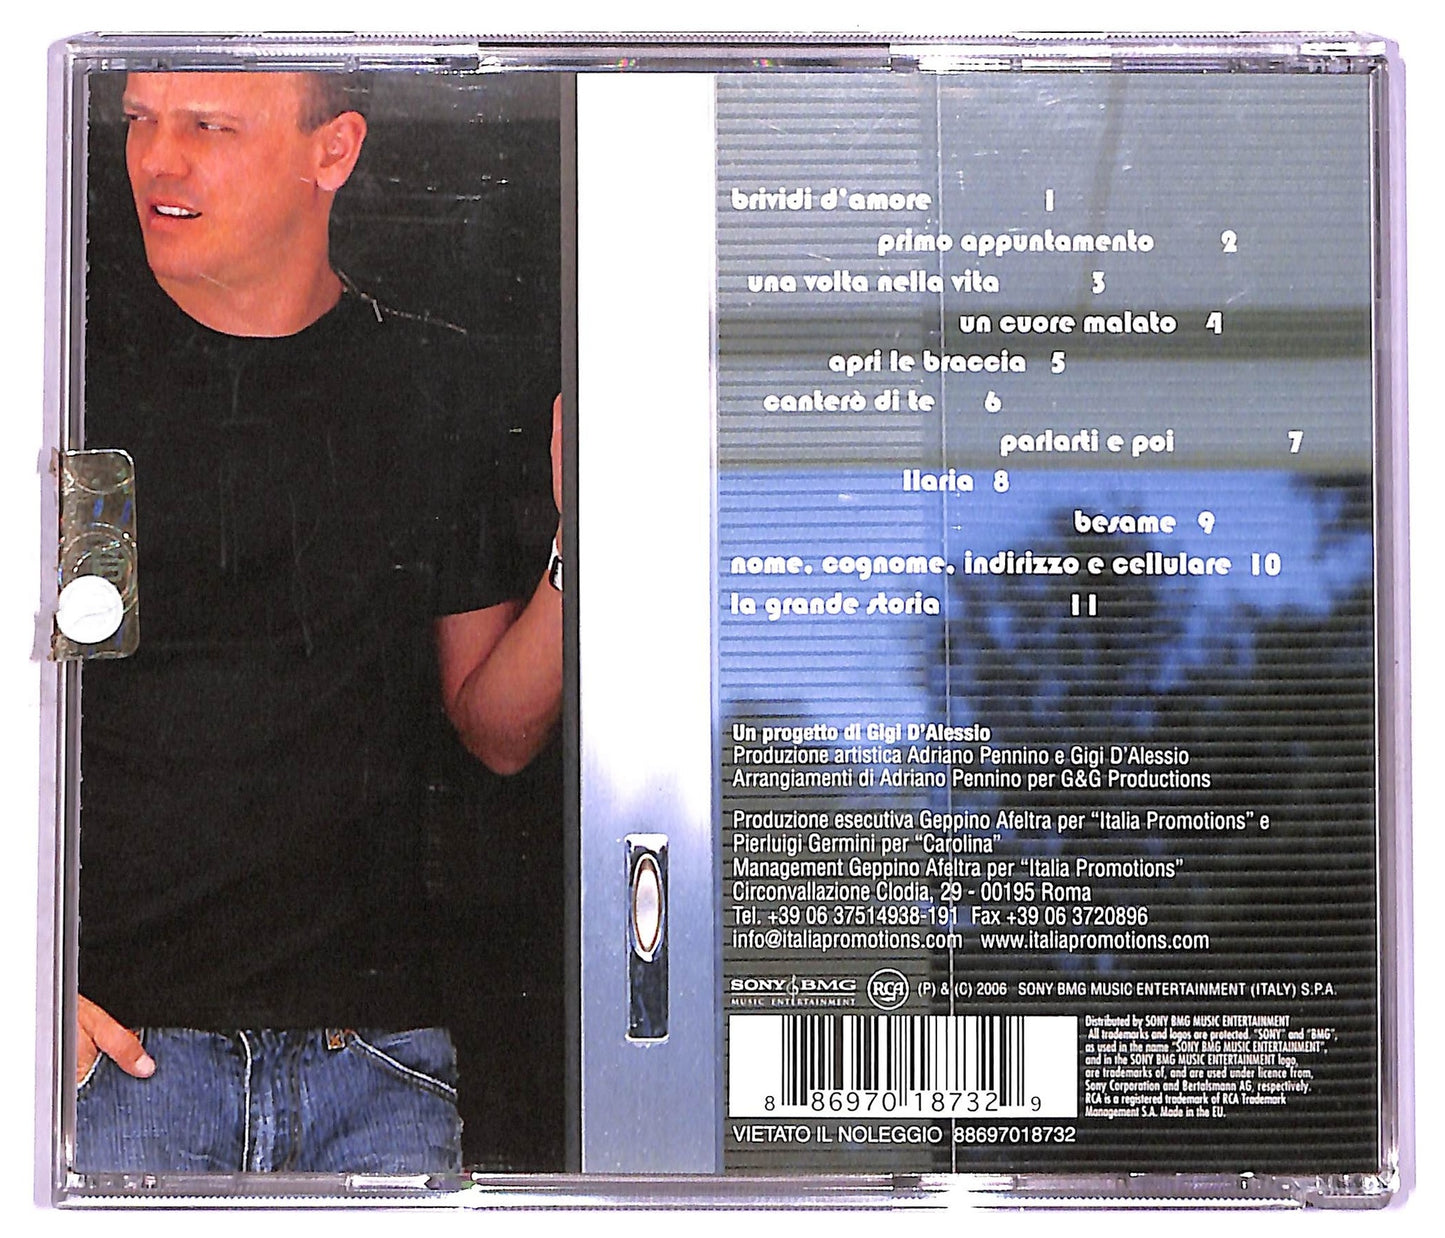 brividi d'amore 1
primo appuntamento 2
una volta nella vita 3
un cuore malato 4
apri le braccia 5
canterò di te 6
parlarti e poi 7
Ilaria 8
besame 9
nome, cognome, indirizzo e cellulare 10
la grande storia 11
Un progetto di Gigi D'Alessio
Produzione artistica Adriano Pennino e Gigi D'Alessio
Arrangiamenti di Adriano Pennino per G&G Productions
Produzione esecutiva Geppino Afeltra per “Italia Promotions” e
Pierluigi Germini per “Carolina”
Management Geppino Afeltra per “Italia Promotions”
Circonvallazione Clodia, 29 - 00195 Roma
Tel. +39 06 37514938-191 Fax +39 06 3720896
info@italiapromotions.com www.italiapromotions.com
SONY BMG
MUSIC ENTERTAINMENT
RCA
(P) & (C) 2006 SONY BMG MUSIC ENTERTAINMENT (ITALY) S.P.A.
Distributed by SONY BMG MUSIC ENTERTAINMENT
All trademarks and logos are protected. "SONY" and "BMG",
as used in the name "SONY BMG MUSIC ENTERTAINMENT",
and in the SONY BMG MUSIC ENTERTAINMENT logo,
are trademarks of, and are used under licence from,
Sony Corporation and Bertelsmann AG, respectively.
RCA is a registered trademark of RCA Trademark
Management S.A. Made in the EU.
8 86970 18732 9
VIETATO IL NOLEGGIO 88697018732